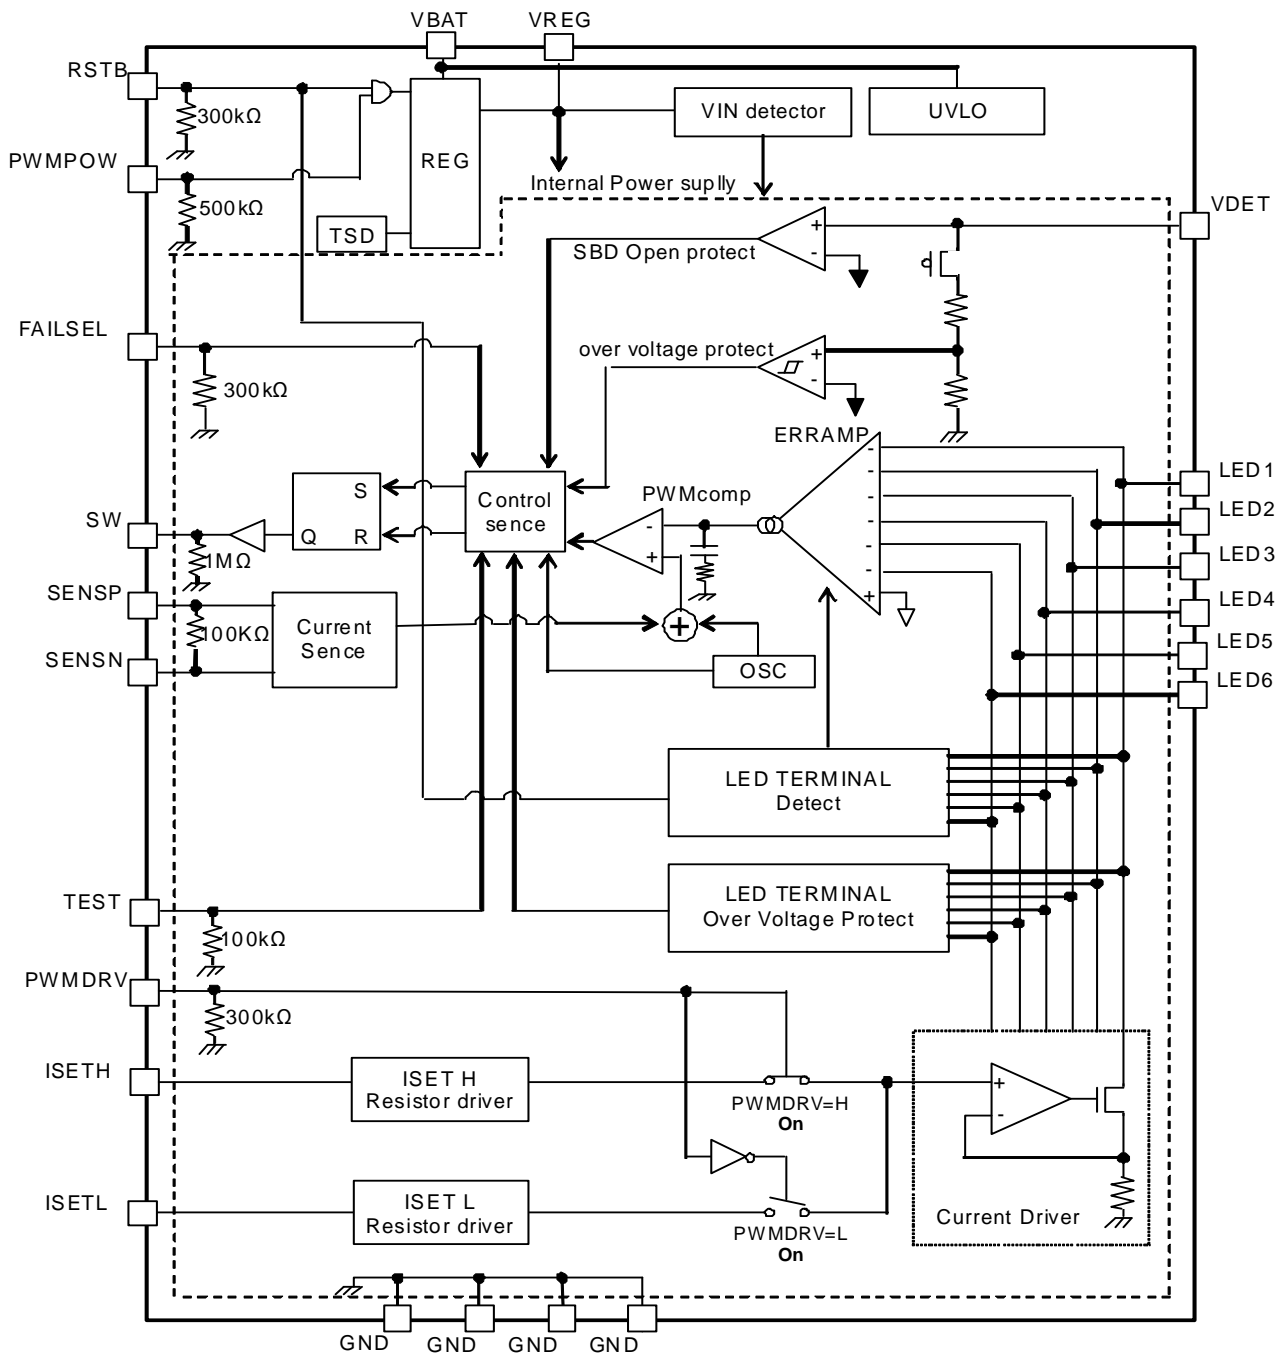 VBAT
VREG
RSTB
300kΩ
PWMPOW
500kΩ
REG
TSD
VIN detector
UVLO
Internal Power suplly
VDET
SBD Open protect
+
-
FAILSEL
300kΩ
over voltage protect
+
-
ERRAMP
-
-
-
-
-
-
+
LED1
LED2
LED3
LED4
LED5
LED6
S
Q
R
Control
sence
PWMcomp
-
+
SW
1MΩ
SENSP
100KΩ
SENSN
Current
Sence
+
OSC
LED TERMINAL
Detect
LED TERMINAL
Over Voltage Protect
TEST
100kΩ
PWMDRV
300kΩ
ISETH
ISET H
Resistor driver
PWMDRV=H
On
+
-
ISETL
ISET L
Resistor driver
PWMDRV=L
On
Current Driver
GND
GND
GND
GND